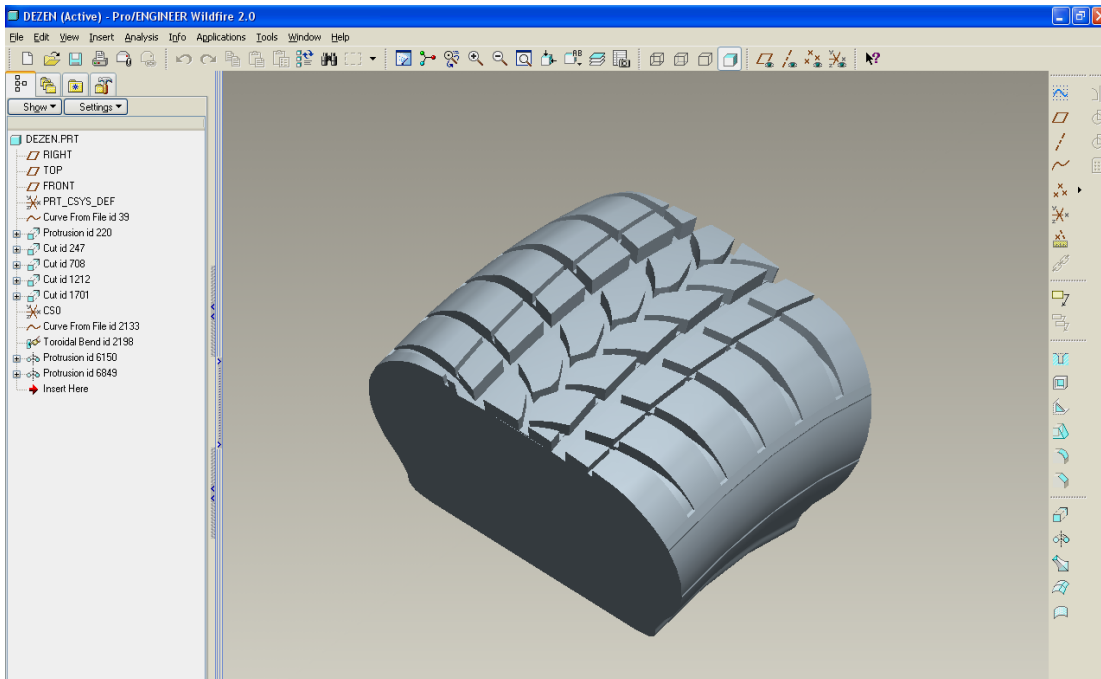 DEZEN (Active) - Pro/ENGINEER Wildfire 2.0
File Edit View Insert Analysis Info Applications Tools Window Help
Show Settings
DEZEN.PRT
RIGHT
TOP
FRONT
PRT_CSYS_DEF
Curve From File id 39
Protrusion id 220
Cut id 247
Cut id 708
Cut id 1212
Cut id 1701
CS0
Curve From File id 2133
Toroidal Bend id 2198
Protrusion id 6150
Protrusion id 6849
Insert Here